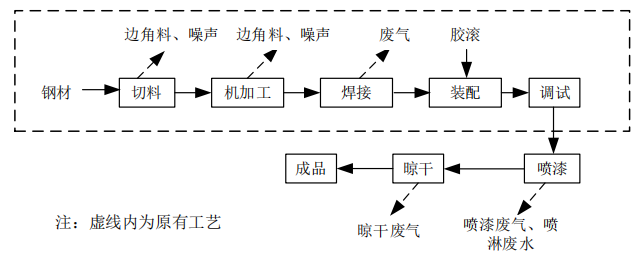 边角料、噪声
边角料、噪声
废气
胶滚
钢材
切料
机加工
焊接
装配
调试
成品
晾干
喷漆
晾干废气
喷漆废气、喷
淋废水
注：虚线内为原有工艺